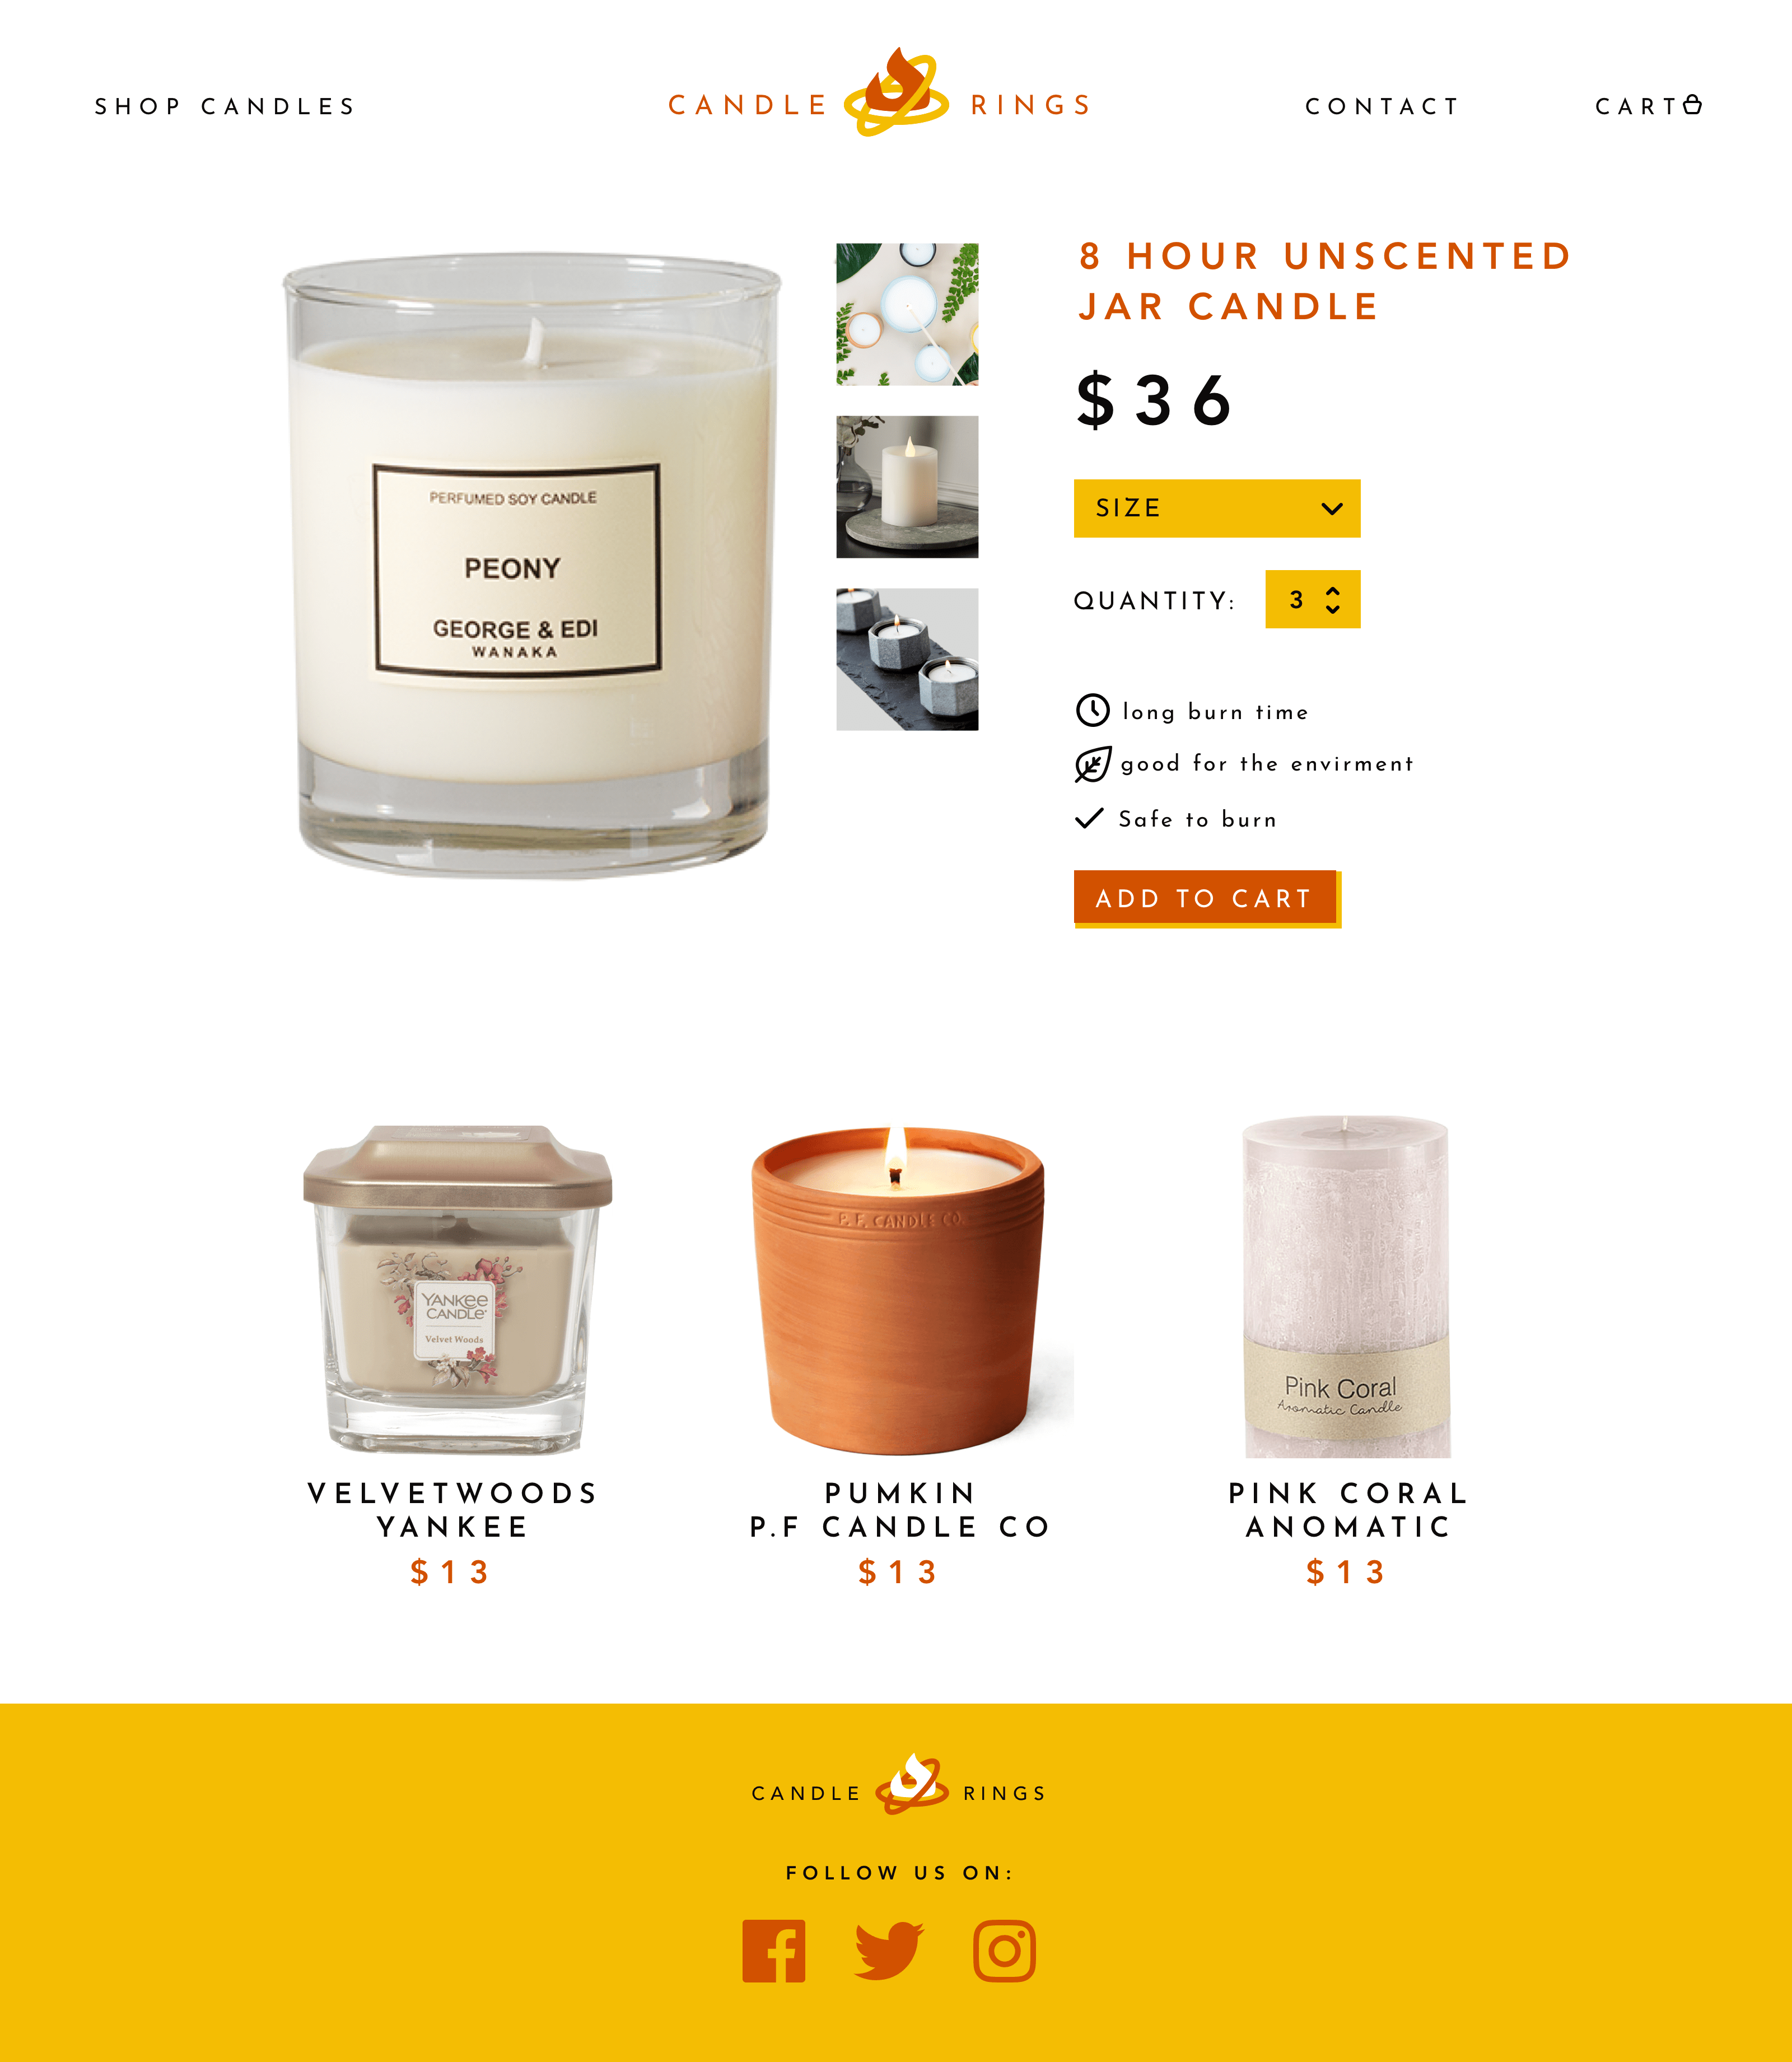 SHOP CANDLES
CANDLE RINGS
CONTACT
CART
8 HOUR UNSCENTED
JAR CANDLE
$36
SIZE
QUANTITY: 3
long burn time
good for the envirment
Safe to burn
ADD TO CART
PERFUMED SOY CANDLE
PEONY
GEORGE & EDI
WANAKA
YANKEE
CANDLE
Velvet Woods
VELVETWOODS
YANKEE
$13
P.F. CANDLE CO.
PUMKIN
P.F CANDLE CO
$13
Pink Coral
Aromatic Candle
PINK CORAL
ANOMATIC
$13
CANDLE RINGS
FOLLOW US ON: